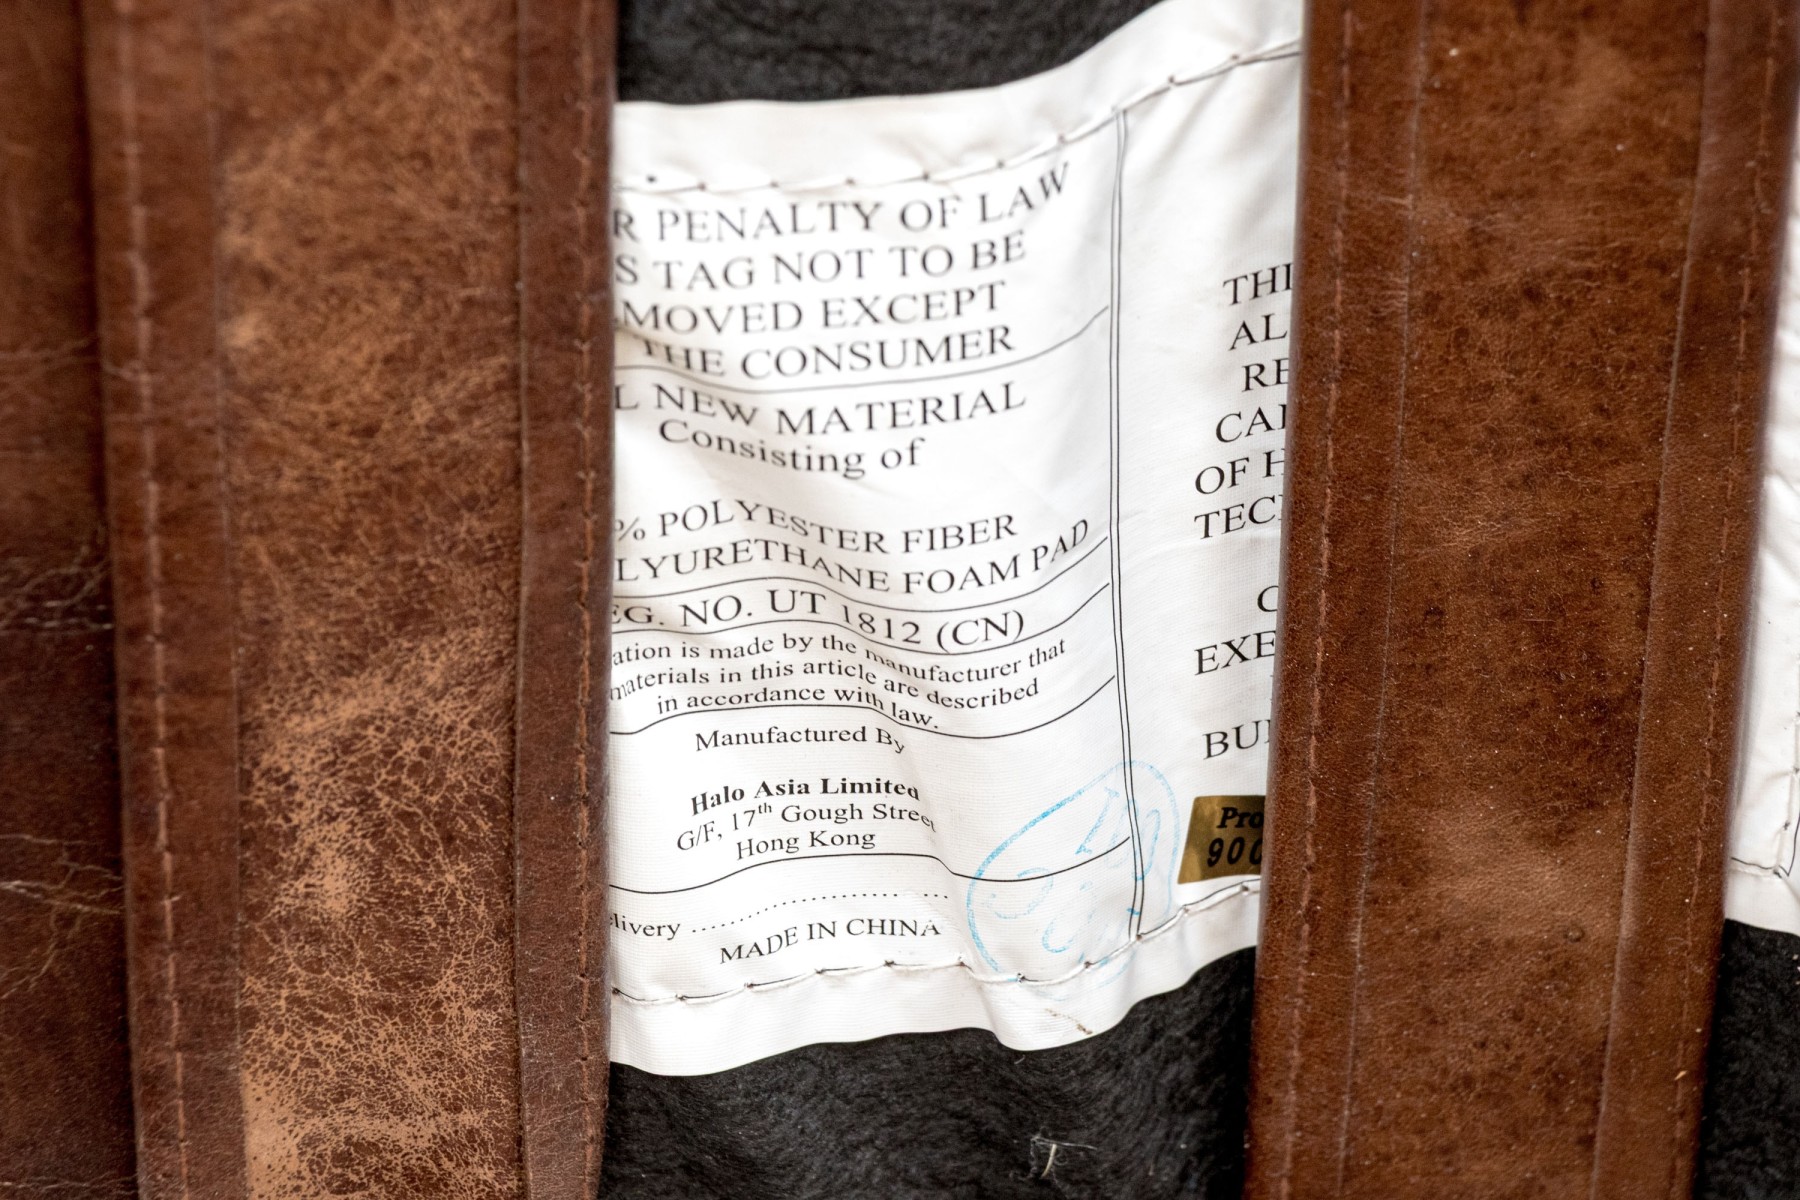 R PENALTY OF LAW
S TAG NOT TO BE
MOVED EXCEPT
THE CONSUMER
L NEW MATERIAL
Consisting of
% POLYESTER FIBER
LYURETHANE FOAM PAD
EG. NO. UT 1812 (CN)
ation is made by the manufacturer that
materials in this article are described
in accordance with law.
Manufactured By
Halo Asia Limited
G/F, 17th Gough Street
Hong Kong
elivery ............................
MADE IN CHINA
THI
AL
RE
CAL
OF H
TEC
C
EXE
BUI
Pro
900